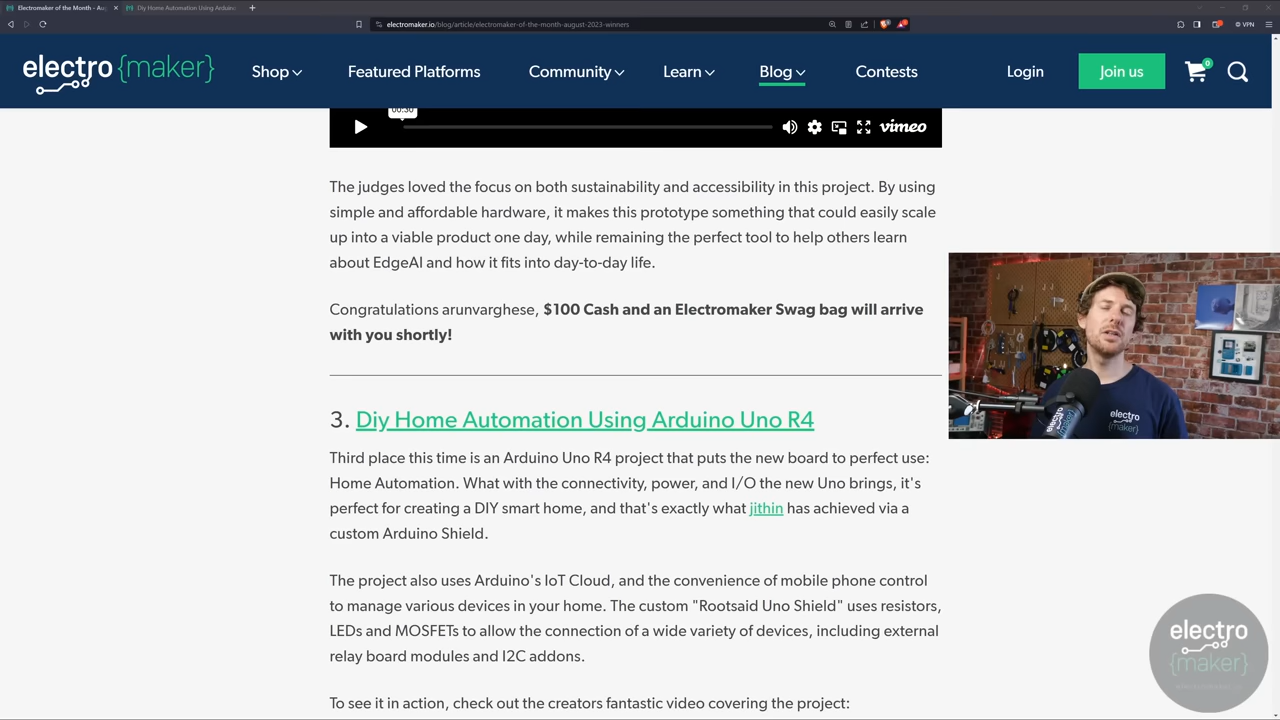 Electromaker of the Month - Au
Diy Home Automation Using Arduino
electromaker.io/blog/article/electromaker-of-the-month-august-2023-winners
VPN
electro {maker}
Shop
Featured Platforms
Community
Learn
Blog
Contests
Login
Join us
0
00:30
vimeo
The judges loved the focus on both sustainability and accessibility in this project. By using
simple and affordable hardware, it makes this prototype something that could easily scale
up into a viable product one day, while remaining the perfect tool to help others learn
about EdgeAI and how it fits into day-to-day life.
Congratulations arunvarghese, $100 Cash and an Electromaker Swag bag will arrive
with you shortly!
3. Diy Home Automation Using Arduino Uno R4
Third place this time is an Arduino Uno R4 project that puts the new board to perfect use:
Home Automation. What with the connectivity, power, and I/O the new Uno brings, it's
perfect for creating a DIY smart home, and that's exactly what jithin has achieved via a
custom Arduino Shield.
The project also uses Arduino's IoT Cloud, and the convenience of mobile phone control
to manage various devices in your home. The custom "Rootsaid Uno Shield" uses resistors,
LEDs and MOSFETs to allow the connection of a wide variety of devices, including external
relay board modules and I2C addons.
To see it in action, check out the creators fantastic video covering the project:
electro
{maker}
electro
{maker}